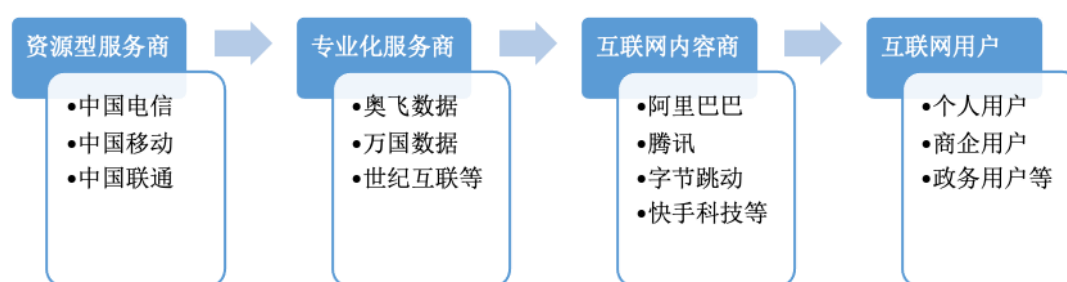 资源型服务商
•中国电信
•中国移动
•中国联通
专业化服务商
•奥飞数据
•万国数据
•世纪互联等
互联网内容商
•阿里巴巴
•腾讯
•字节跳动
•快手科技等
互联网用户
•个人用户
•商企用户
•政务用户等